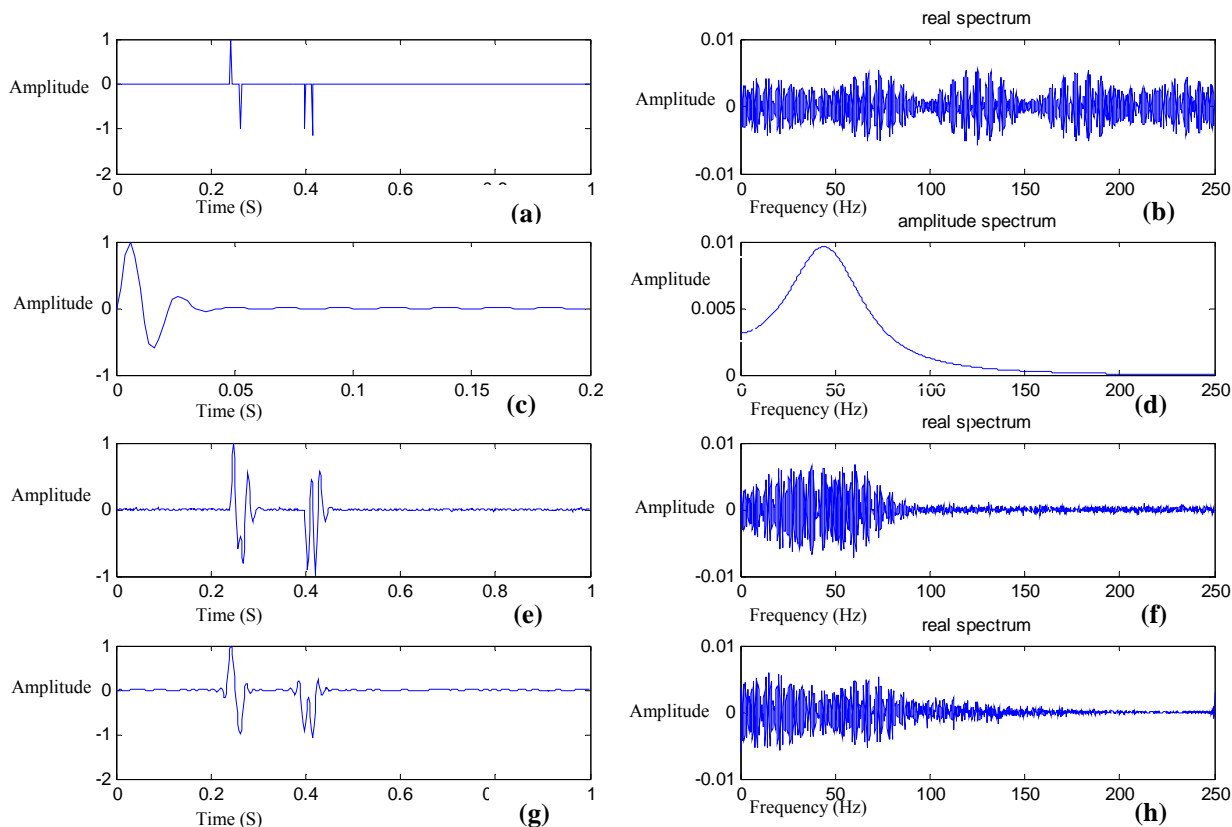 1
Amplitude
0
-1
-2
0 0.2 0.4 0.6 1
Time (S)
(a)
real spectrum
0.01
Amplitude
0
-0.01
0 50 100 150 200 250
Frequency (Hz)
(b)
1
Amplitude
0
-1
0 0.05 0.1 0.15 0.2
Time (S)
(c)
amplitude spectrum
0.01
Amplitude
0.005
0
0 50 100 150 200 250
Frequency (Hz)
(d)
1
Amplitude
0
-1
0 0.2 0.4 0.6 0.8 1
Time (S)
(e)
real spectrum
0.01
Amplitude
0
-0.01
0 50 100 150 200 250
Frequency (Hz)
(f)
1
Amplitude
0
-1
-2
0 0.2 0.4 0.6 1
Time (S)
(g)
real spectrum
0.01
Amplitude
0
-0.01
0 50 100 150 200 250
Frequency (Hz)
(h)